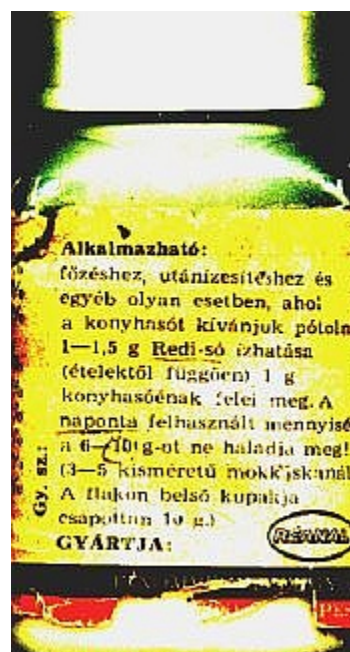 Alkalmazható:
főzéshez, utánízesítéshez és
egyéb olyan esetben, ahol
a konyhasót kívánjuk pótoln
1—1,5 g Redi-só ízhatása
(ételektől függően) 1 g
konyhasóénak felel meg. A
naponta felhasznált mennyisé
a 6—10 g-ot ne haladja meg!
(3—5 kisméretű mokkáskanál
A flakon belső kupakja
csapottan 10 g.)
GYÁRTJA:
REANAL
Gy. sz.: